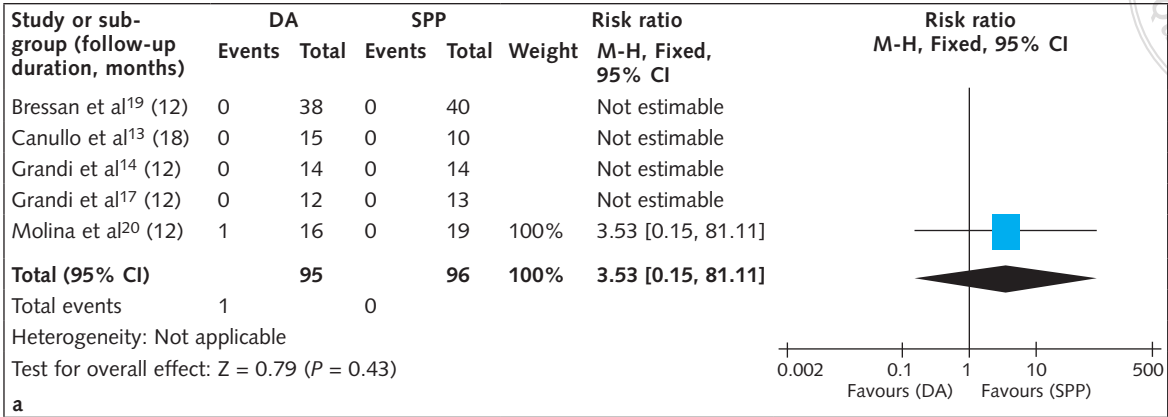 Study or sub- DA SPP Risk ratio Risk ratio
group (follow-up Events Total Events Total Weight M-H, Fixed, M-H, Fixed, 95% CI
duration, months) 95% CI
Bressan et al19 (12) 0 38 0 40 Not estimable
Canullo et al13 (18) 0 15 0 10 Not estimable
Grandi et al14 (12) 0 14 0 14 Not estimable
Grandi et al17 (12) 0 12 0 13 Not estimable
Molina et al20 (12) 1 16 0 19 100% 3.53 [0.15, 81.11]
Total (95% CI) 95 96 100% 3.53 [0.15, 81.11]
Total events 1 0
Heterogeneity: Not applicable
Test for overall effect: Z = 0.79 (P = 0.43)
0.002 0.1 1 10 500
Favours (DA) Favours (SPP)
a